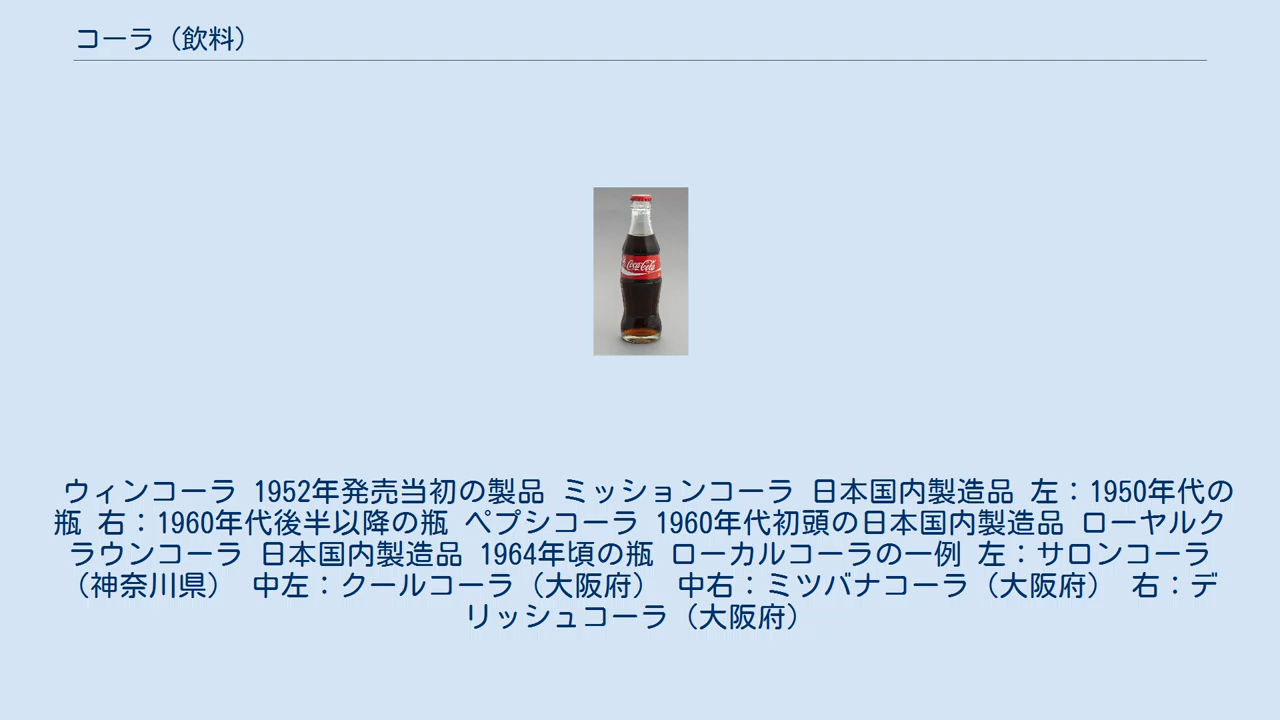 コーラ（飲料）
Coca-Cola
ウィンコーラ 1952年発売当初の製品 ミッションコーラ 日本国内製造品 左：1950年代の
瓶 右：1960年代後半以降の瓶 ペプシコーラ 1960年代初頭の日本国内製造品 ローヤルク
ラウンコーラ 日本国内製造品 1964年頃の瓶 ローカルコーラの一例 左：サロンコーラ
（神奈川県） 中左：クールコーラ（大阪府） 中右：ミツバナコーラ（大阪府） 右：デ
リッシュコーラ（大阪府）